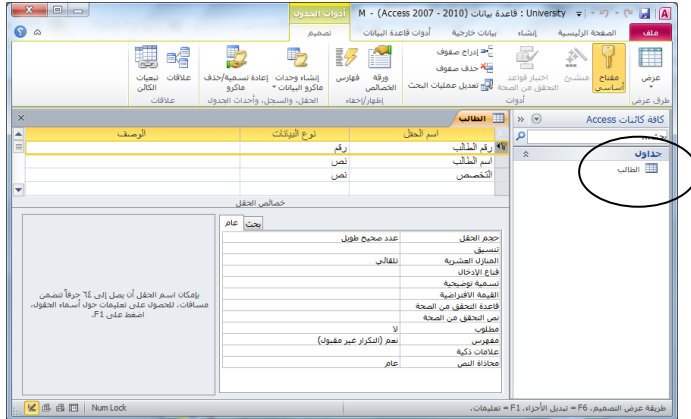 University : قاعدة بيانات (Access 2007 - 2010) - M
أدوات الجدول
ملف
الصفحة الرئيسية
إنشاء
بيانات خارجية
أدوات قاعدة البيانات
تصميم
عرض
مفتاح أساسي
منشئ
اختبار قواعد التحقق من الصحة
إدراج صفوف
حذف صفوف
تعديل عمليات البحث
ورقة الخصائص
فهارس
إنشاء وحدات ماكرو البيانات
إعادة تسمية/حذف ماكرو
علاقات
تبعيات الكائن
طرق عرض
أدوات
إظهار/إخفاء
الحقل، والسجل، وأحداث الجدول
علاقات
كافة كائنات Access
جداول
الطالب
الطالب
اسم الحقل
نوع البيانات
الوصف
رقم الطالب
رقم
اسم الطالب
نص
التخصص
نص
خصائص الحقل
عام
بحث
حجم الحقل
عدد صحيح طويل
تنسيق
المنازل العشرية
تلقائي
قناع الإدخال
تسمية توضيحية
القيمة الافتراضية
قاعدة التحقق من الصحة
نص التحقق من الصحة
مطلوب
لا
مفهرس
نعم (التكرار غير مقبول)
علامات ذكية
محاذاة النص
عام
بإمكان اسم الحقل أن يصل إلى ٦٤ حرفاً تتضمن
مسافات. للحصول على تعليمات حول أسماء الحقول،
اضغط على F1.
طريقة عرض التصميم. F6 = تبديل الأجزاء. F1 = تعليمات.
Num Lock